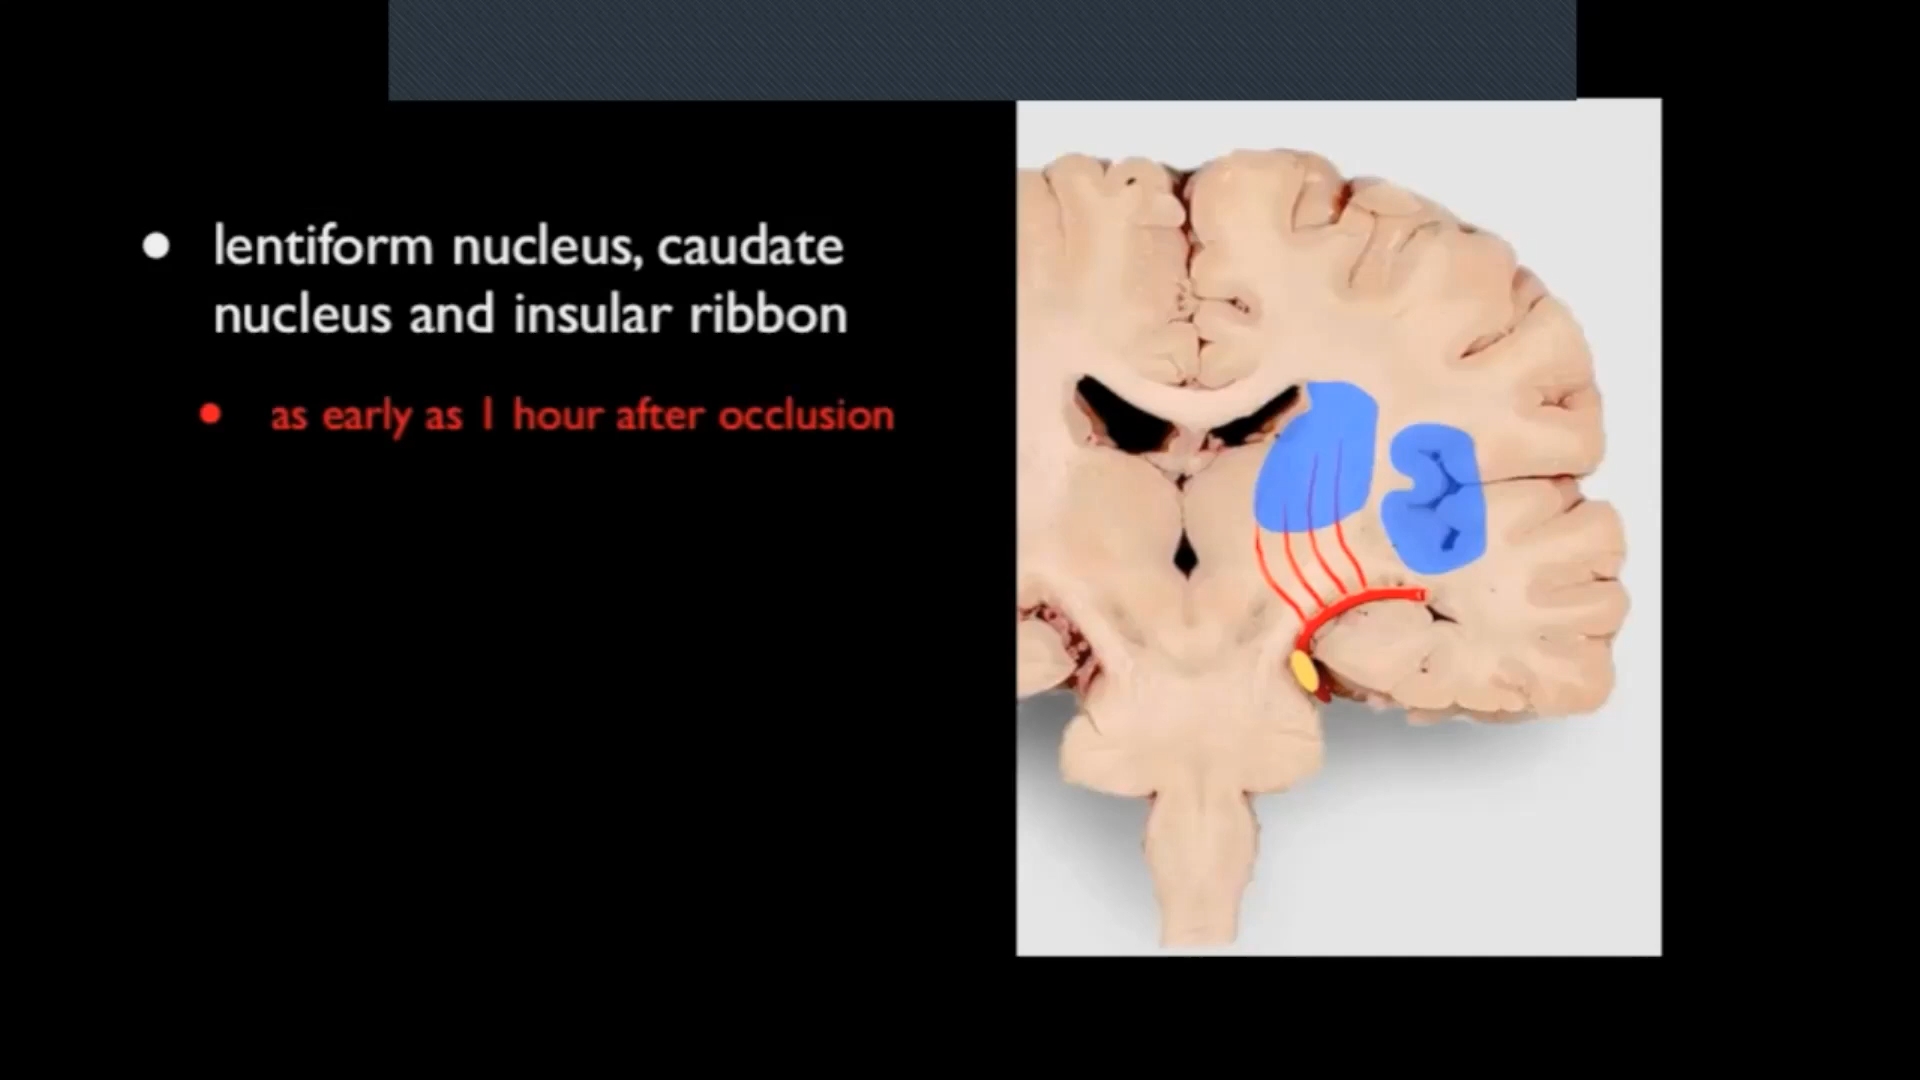 lentiform nucleus, caudate
nucleus and insular ribbon
as early as 1 hour after occlusion